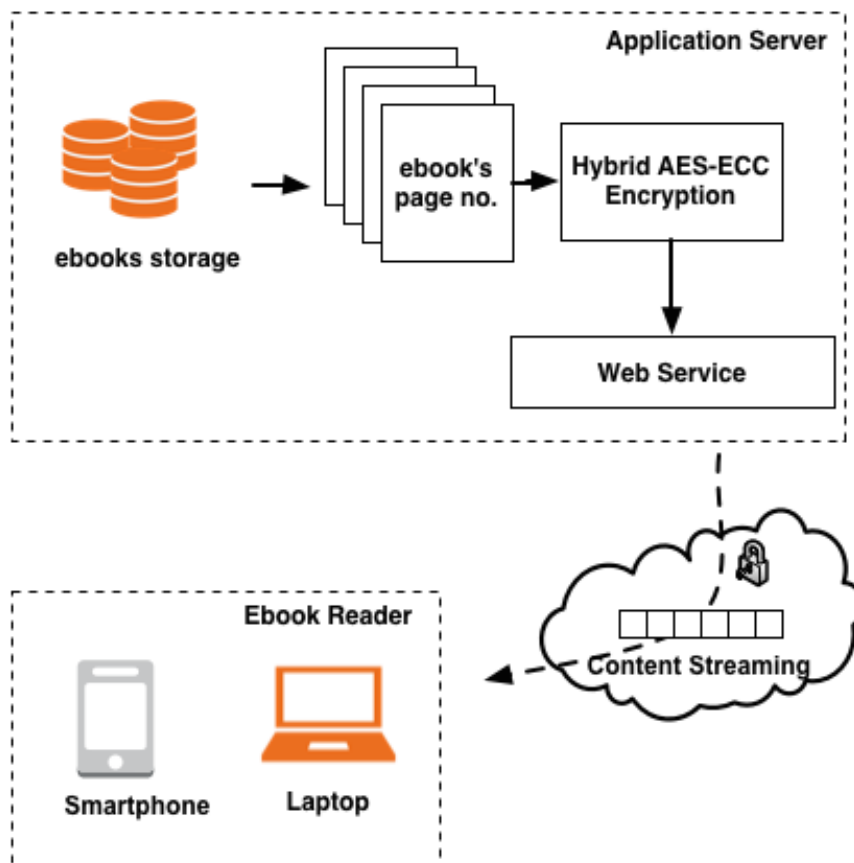 Application Server
ebook's
page no.
Hybrid AES-ECC
Encryption
ebooks storage
Web Service
Content Streaming
Ebook Reader
Smartphone
Laptop